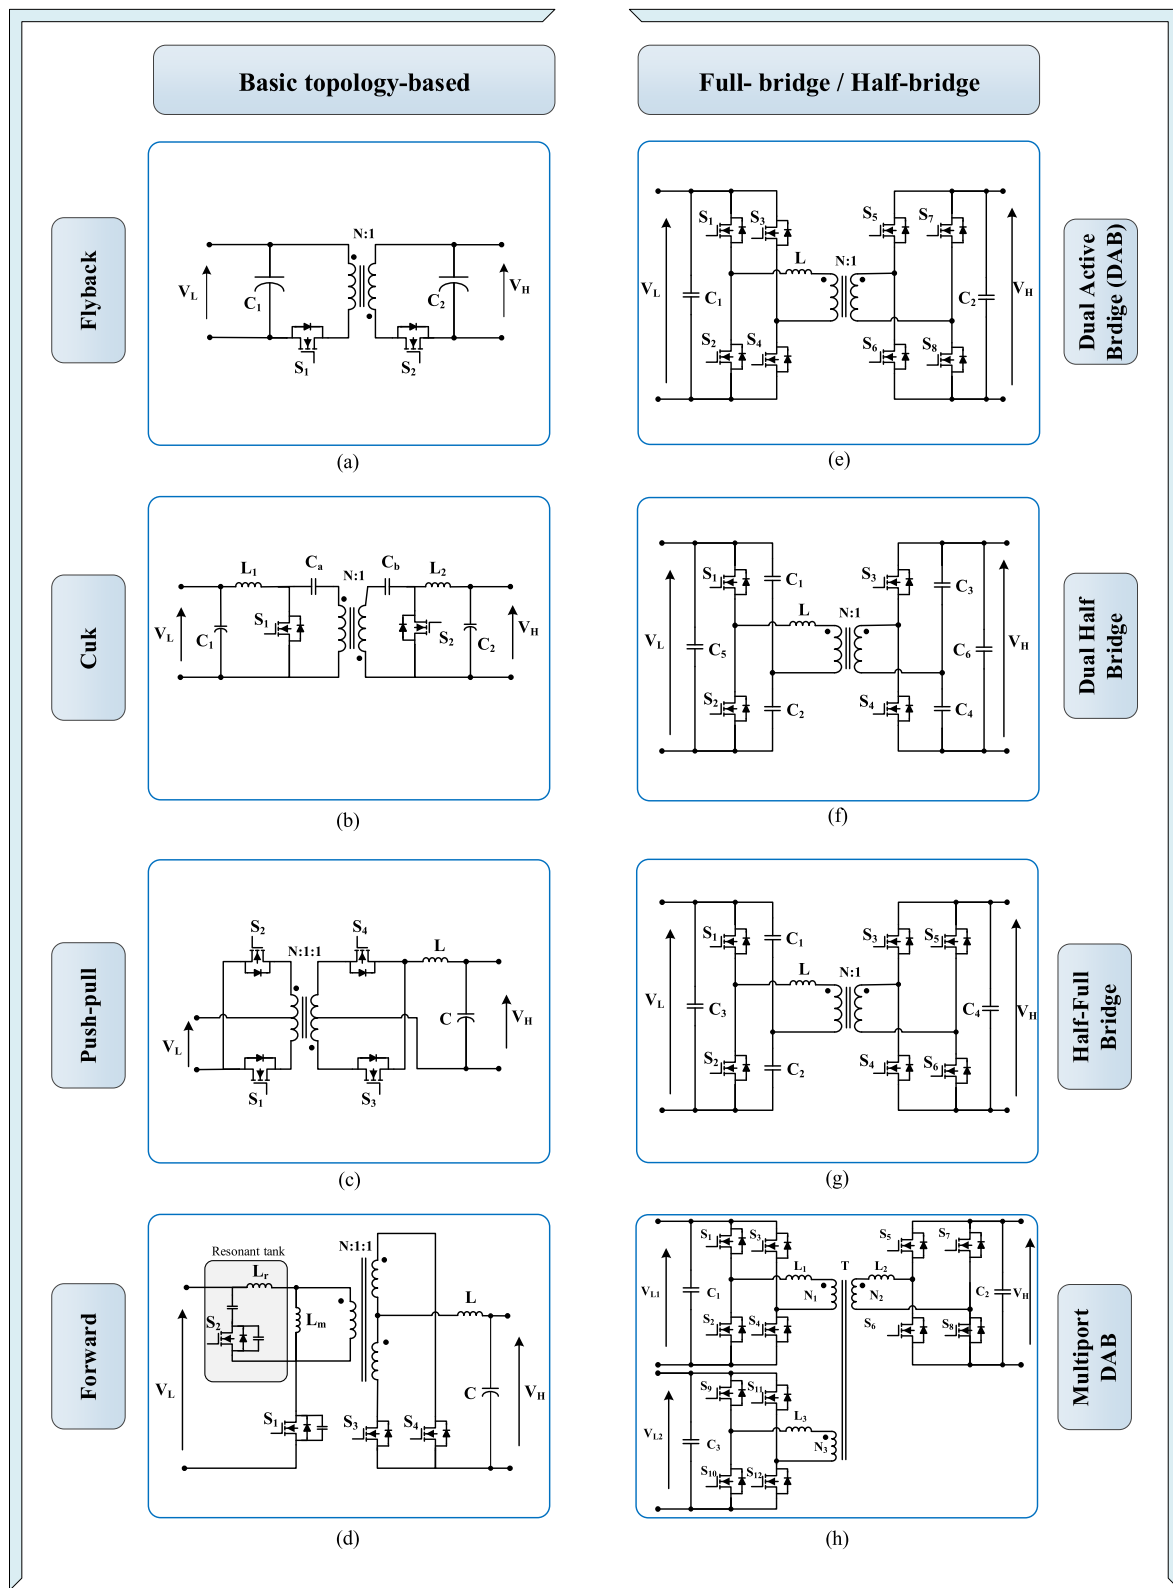 Basic topology-based
Full- bridge / Half-bridge
Flyback
N:1
V_L
C_1
C_2
V_H
S_1
S_2
(a)
S_1
S_3
S_5
S_7
L
N:1
V_L
C_1
C_2
V_H
S_2
S_4
S_6
S_8
(e)
Dual Active
Brdige (DAB)
Cuk
L_1
C_a
N:1
C_b
L_2
S_1
V_L
C_1
S_2
C_2
V_H
(b)
S_1
C_1
S_3
C_3
L
N:1
V_L
C_5
C_6
V_H
S_2
C_2
S_4
C_4
(f)
Dual Half
Bridge
Push-pull
S_2
S_4
N:1:1
L
V_L
C
V_H
S_1
S_3
(c)
S_1
C_1
S_3
S_5
L
N:1
V_L
C_3
C_4
V_H
S_2
C_2
S_4
S_6
(g)
Half-Full
Bridge
Forward
Resonant tank
N:1:1
L_r
L_m
S_2
L
V_L
C
V_H
S_1
S_3
S_4
(d)
S_1
S_3
S_5
S_7
L_1
T
L_2
V_L1
C_1
N_1
N_2
C_2
V_H
S_2
S_4
S_6
S_8
S_9
S_11
L_3
V_L2
C_3
N_3
S_10
S_12
(h)
Multiport
DAB